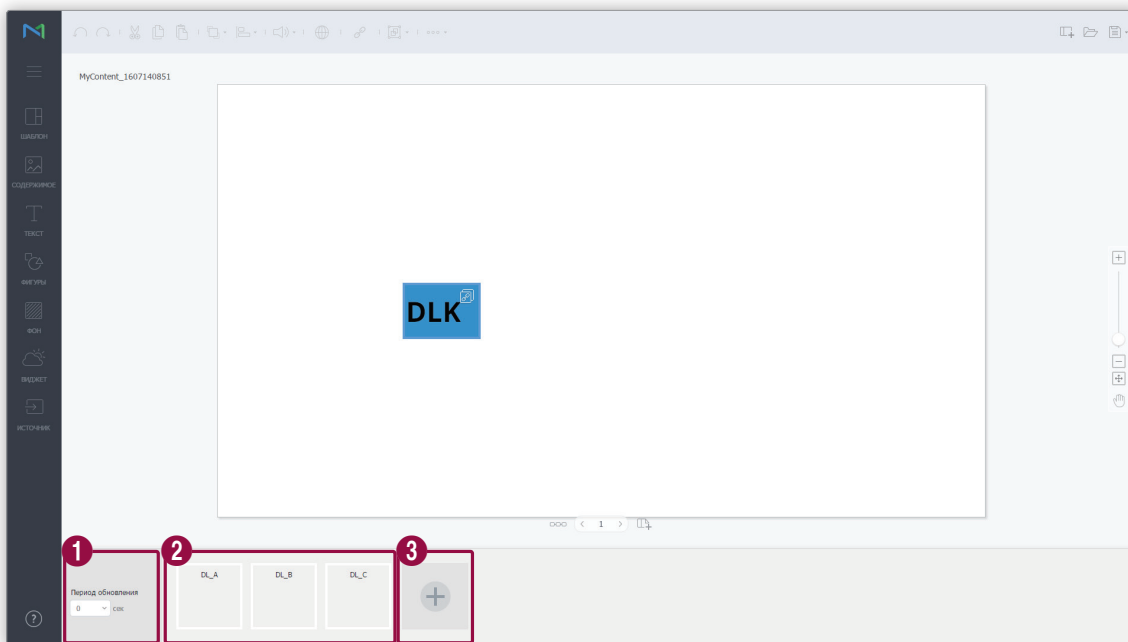 MyContent_1607140851
ШАБЛОН
СОДЕРЖИМОЕ
ТЕКСТ
ФИГУРЫ
ФОН
ВИДЖЕТ
ИСТОЧНИК
DLK
1
1
2
3
DL_A
DL_B
DL_C
Период обновления
0 сек
?